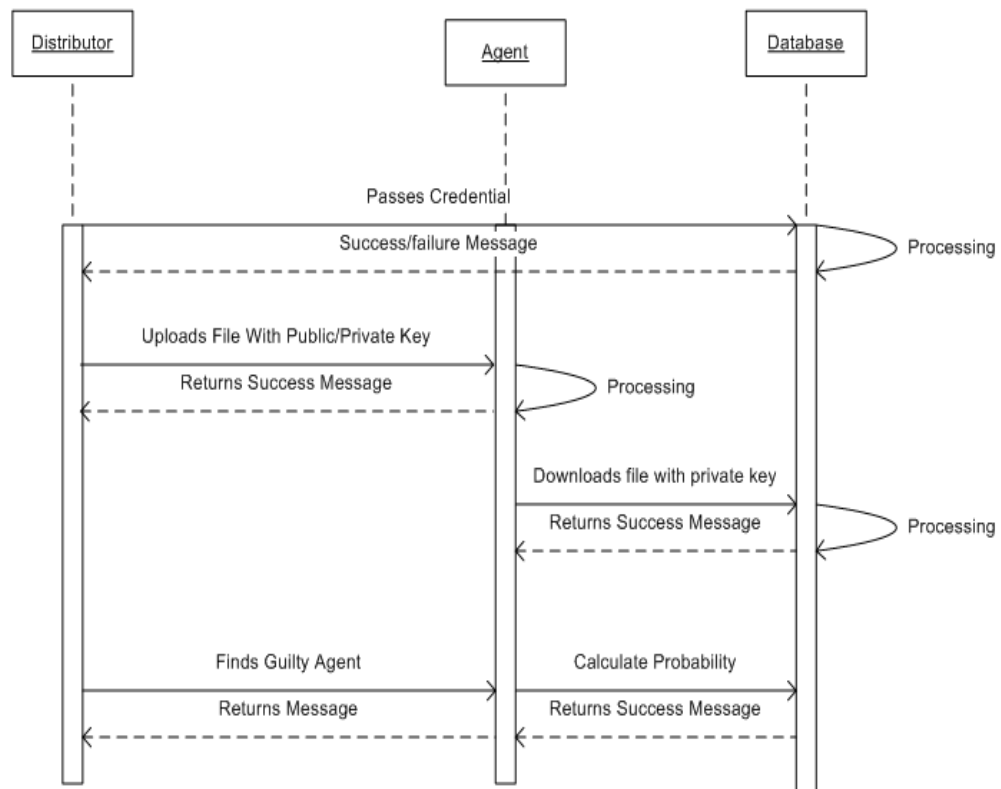 Distributor
Agent
Database
Passes Credential
Success/failure Message
Processing
Uploads File With Public/Private Key
Returns Success Message
Processing
Downloads file with private key
Returns Success Message
Processing
Finds Guilty Agent
Calculate Probability
Returns Message
Returns Success Message